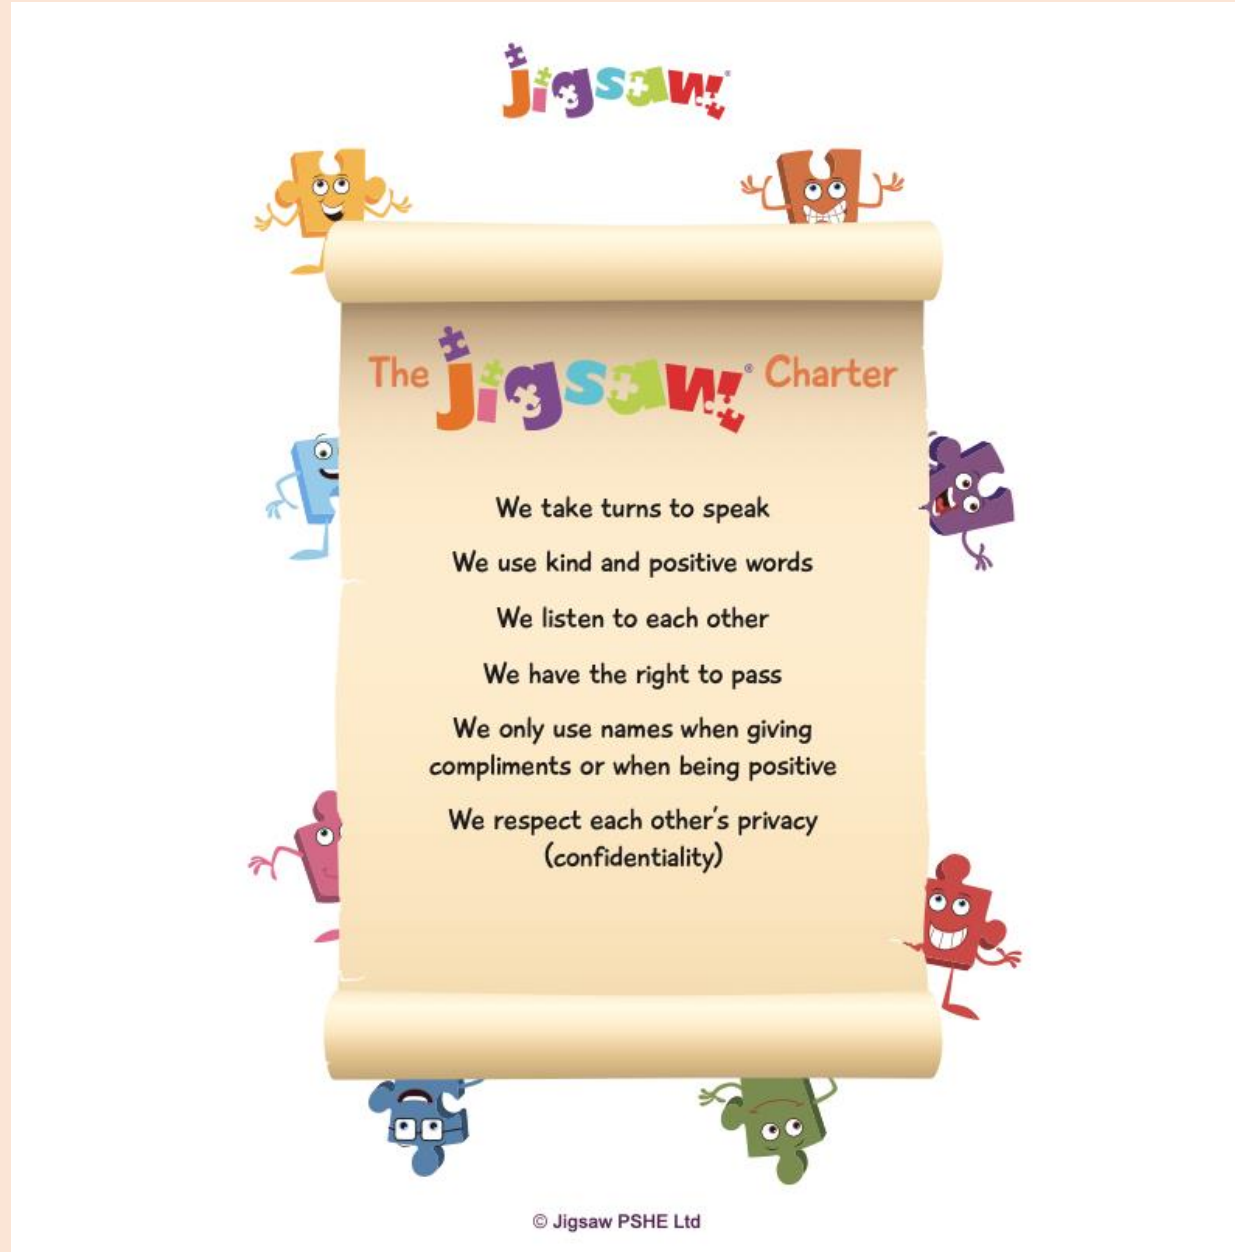 jigsaw®
The jigsaw® Charter
We take turns to speak
We use kind and positive words
We listen to each other
We have the right to pass
We only use names when giving
compliments or when being positive
We respect each other's privacy
(confidentiality)
© Jigsaw PSHE Ltd